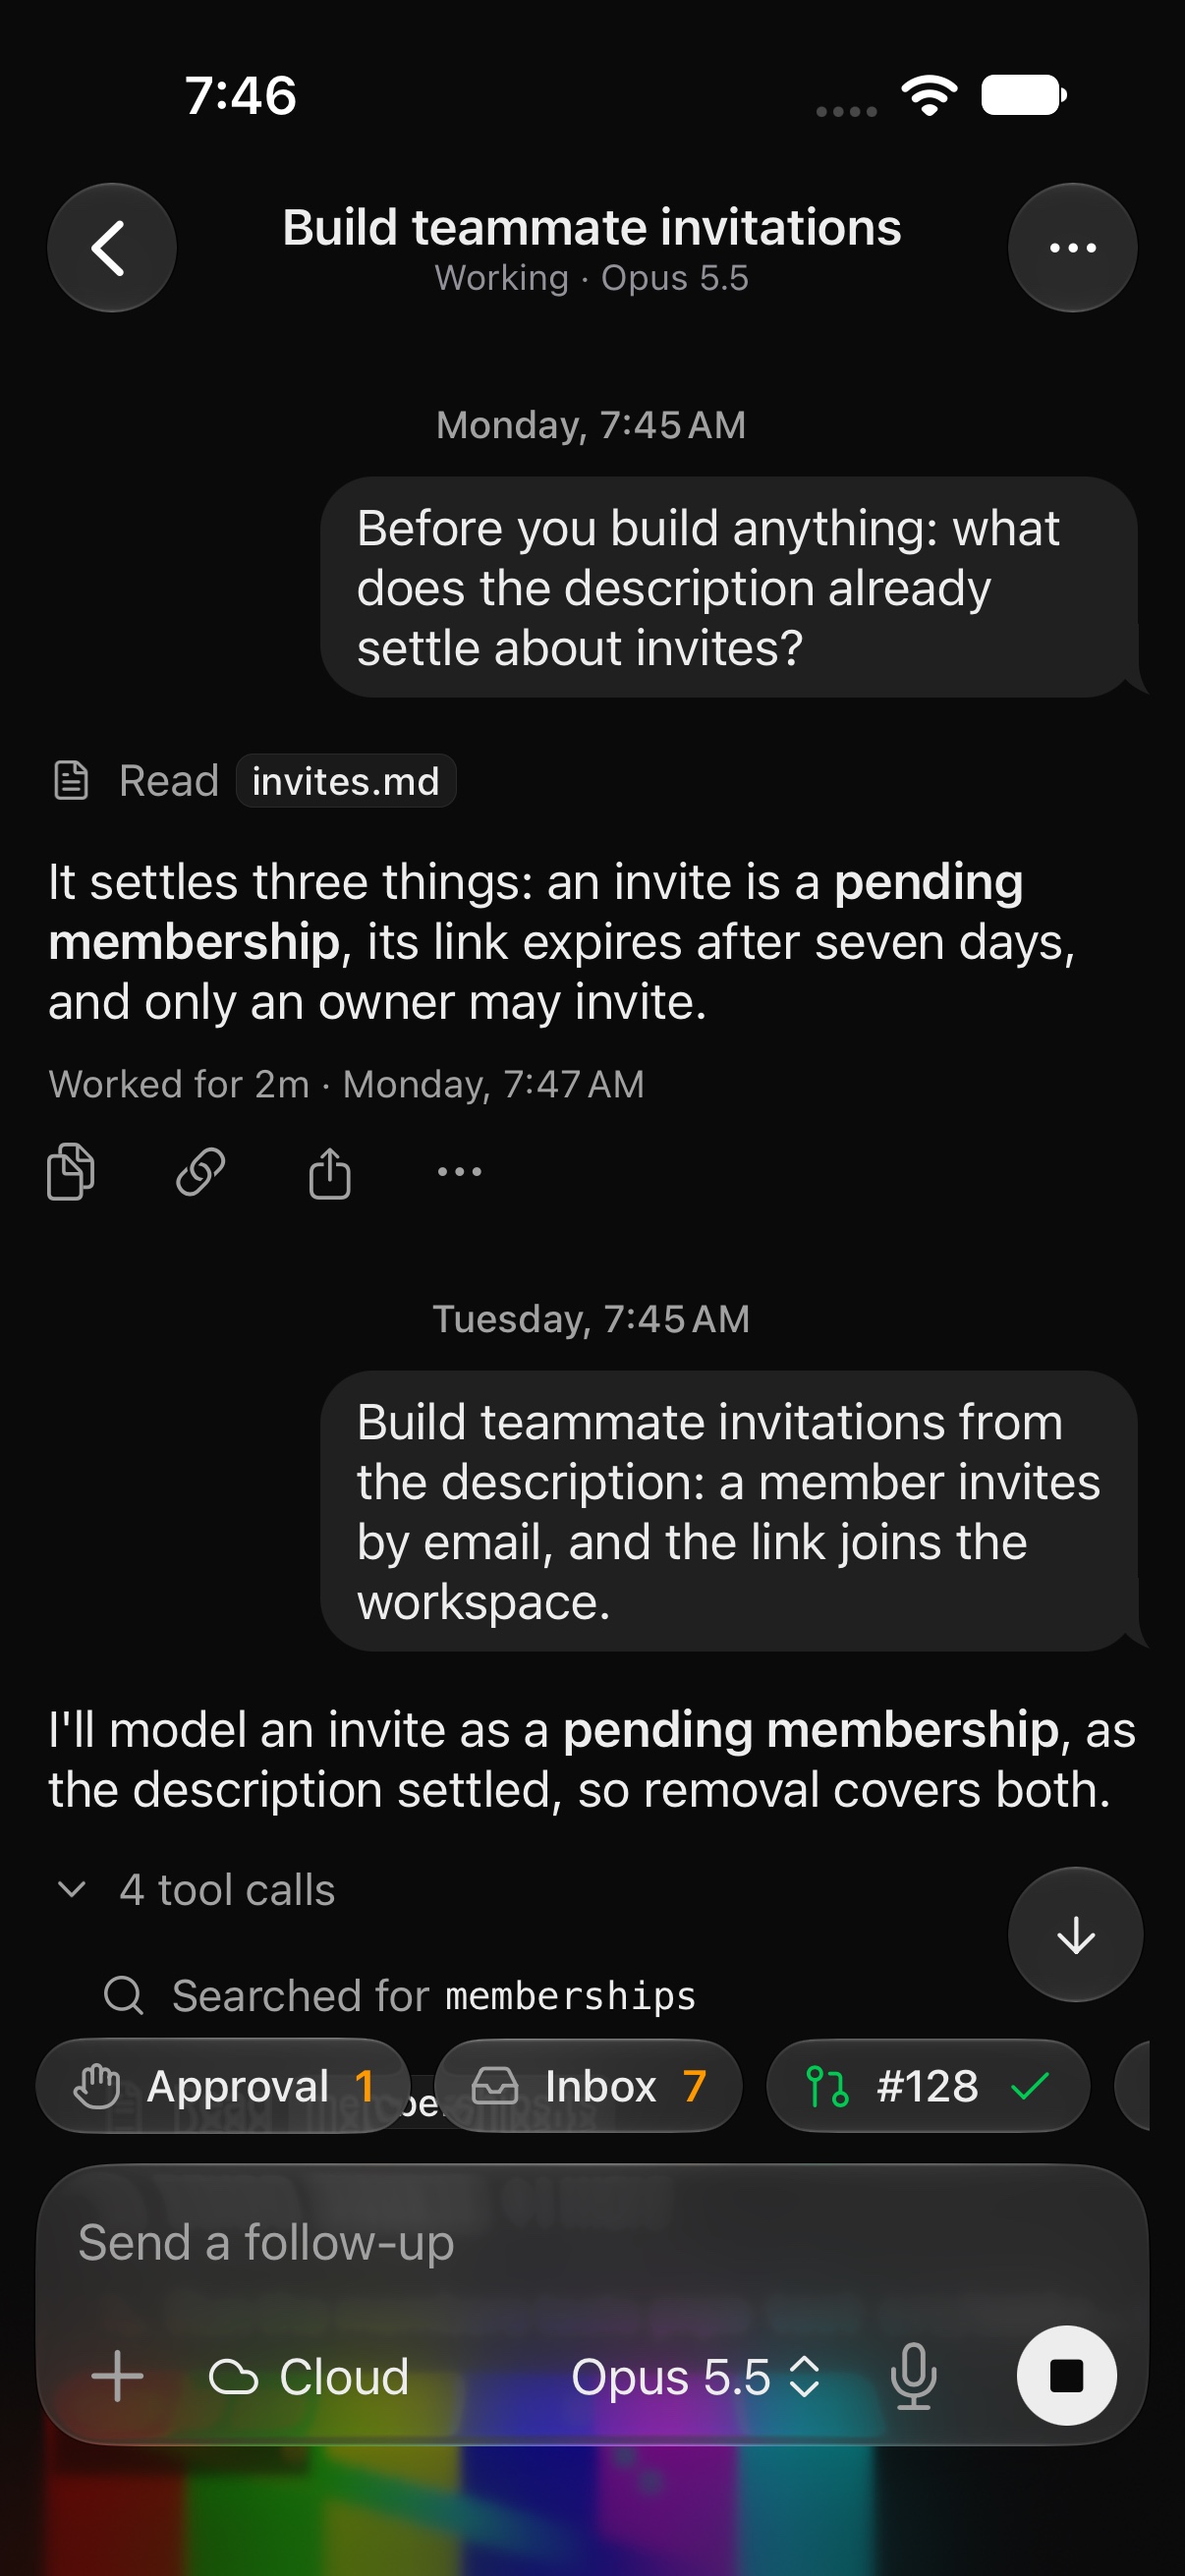 7:46
Build teammate invitations
Working · Opus 5.5
Monday, 7:45 AM
Before you build anything: what
does the description already
settle about invites?
Read invites.md
It settles three things: an invite is a pending
membership, its link expires after seven days,
and only an owner may invite.
Worked for 2m · Monday, 7:47 AM
Tuesday, 7:45 AM
Build teammate invitations from
the description: a member invites
by email, and the link joins the
workspace.
I'll model an invite as a pending membership, as
the description settled, so removal covers both.
4 tool calls
Searched for memberships
Approval 1 Inbox 7 #128
Send a follow-up
Cloud Opus 5.5